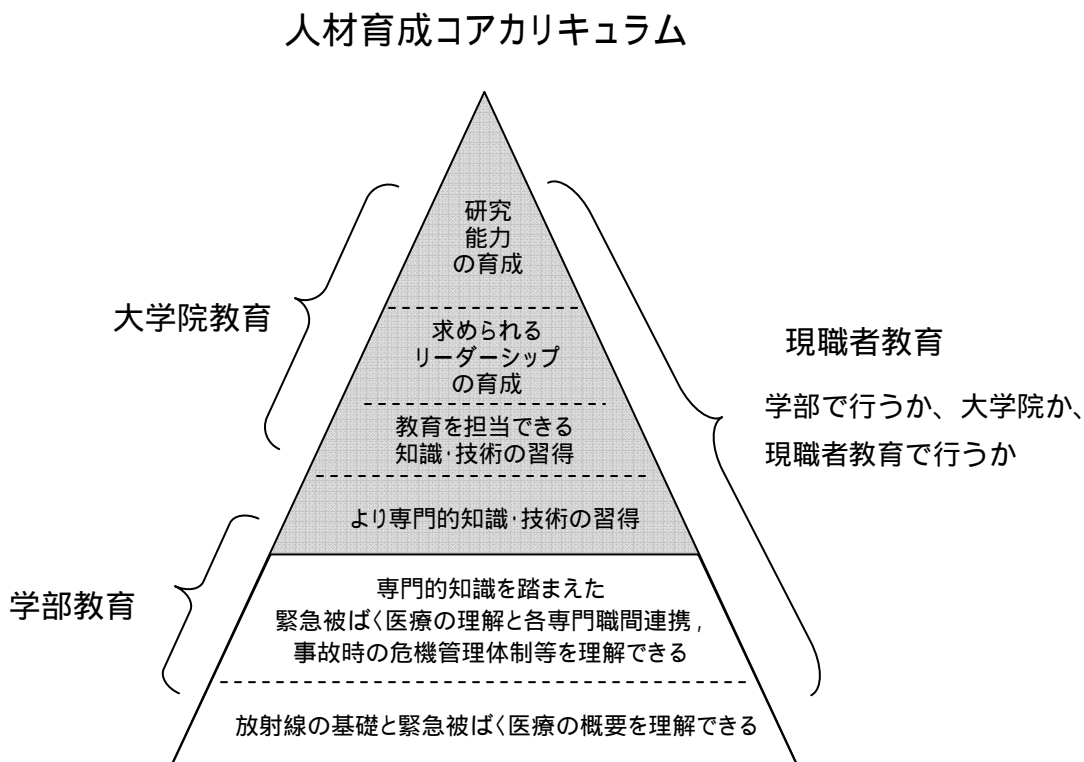 人材育成コアカリキュラム
研究
能力
の育成
大学院教育
求められる
リーダーシップ
の育成
現職者教育
学部で行うか、大学院か、
現職者教育で行うか
教育を担当できる
知識・技術の習得
より専門的知識・技術の習得
学部教育
専門的知識を踏まえた
緊急被ばく医療の理解と各専門職間連携,
事故時の危機管理体制等を理解できる
放射線の基礎と緊急被ばく医療の概要を理解できる